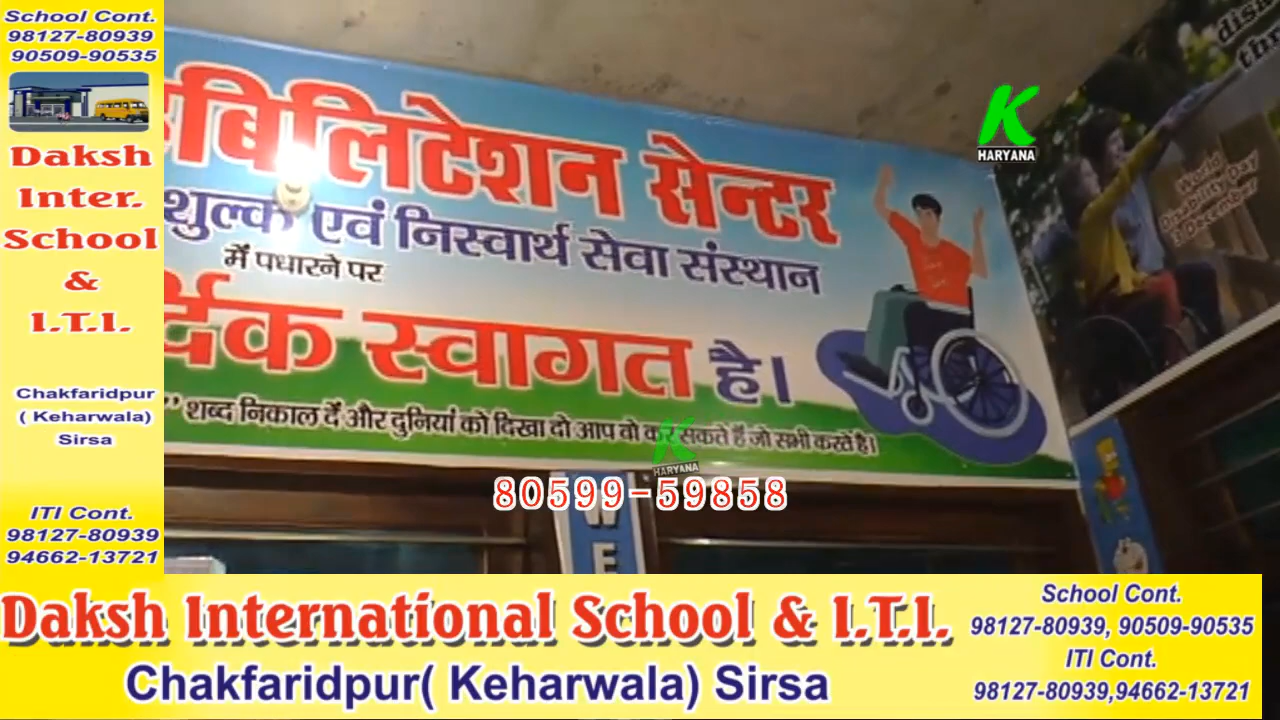 School Cont.
98127-80939
90509-90535
Daksh
Inter.
School
&
I.T.I.
Chakfaridpur
( Keharwala)
Sirsa
ITI Cont.
98127-80939
94662-13721
बिलिटेशन सेन्टर
शुल्क एवं निस्वार्थ सेवा संस्थान
में पधारने पर
र्दिक स्वागत है।
" शब्द निकाल दें और दुनियां को दिखा दो आप वो कर सकते हैं जो सभी करते है।
K
HARYANA
World
Disability Day
3 December
K
HARYANA
80599-59858
WE
Daksh International School & I.T.I.
Chakfaridpur( Keharwala) Sirsa
School Cont.
98127-80939, 90509-90535
ITI Cont.
98127-80939,94662-13721